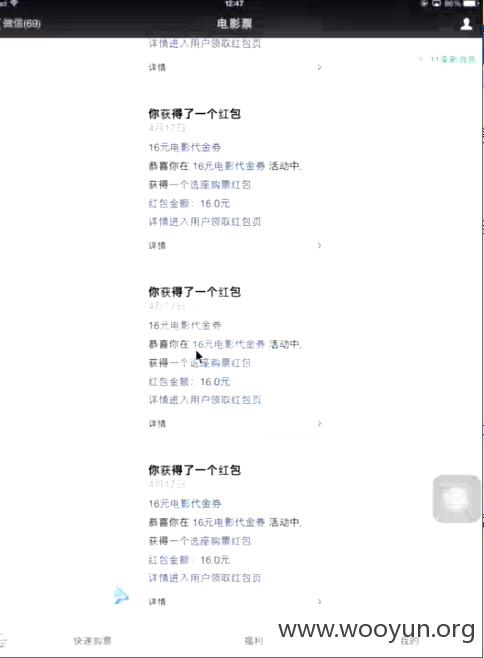 12:47
86%
微信(69)
电影票
详情进入用户领取红包页
11条新消息
详情
你获得了一个红包
4月17日
16元电影代金券
恭喜你在 16元电影代金券 活动中,
获得一个选座购票红包
红包金额：16.0元
详情进入用户领取红包页
详情
你获得了一个红包
4月17日
16元电影代金券
恭喜你在 16元电影代金券 活动中,
获得一个选座购票红包
红包金额：16.0元
详情进入用户领取红包页
详情
你获得了一个红包
4月17日
16元电影代金券
恭喜你在 16元电影代金券 活动中,
获得一个选座购票红包
红包金额：16.0元
详情进入用户领取红包页
详情
www.wooyun.org
快速购票
福利
我的